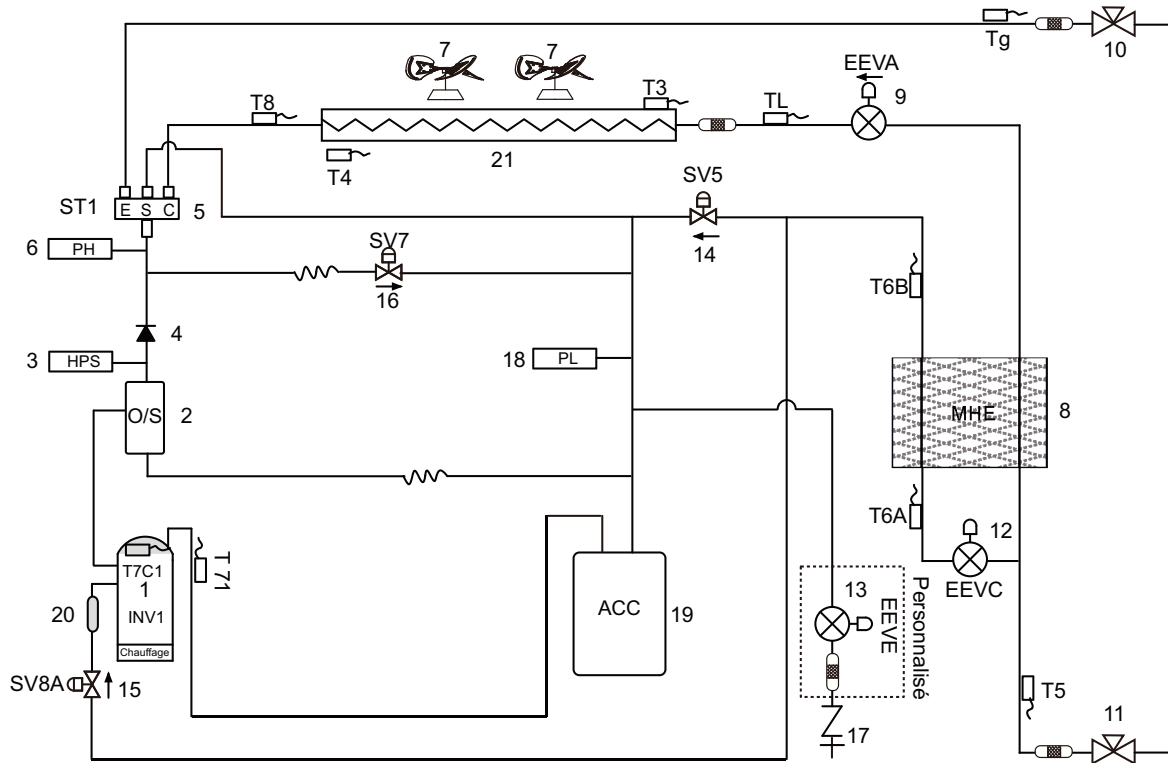 Tg
10
7
7
EEVA
9
T8
T3
TL
T4
21
SV5
ST1
E S C
5
6
PH
SV7
14
16
T6B
4
3
HPS
18
PL
O/S
2
MHE
8
T6A
12
EEVC
T7C1
1
INV1
Chauffage
T 71
20
ACC
19
13
EEVE
Personnalisé
SV8A
15
T5
11
17